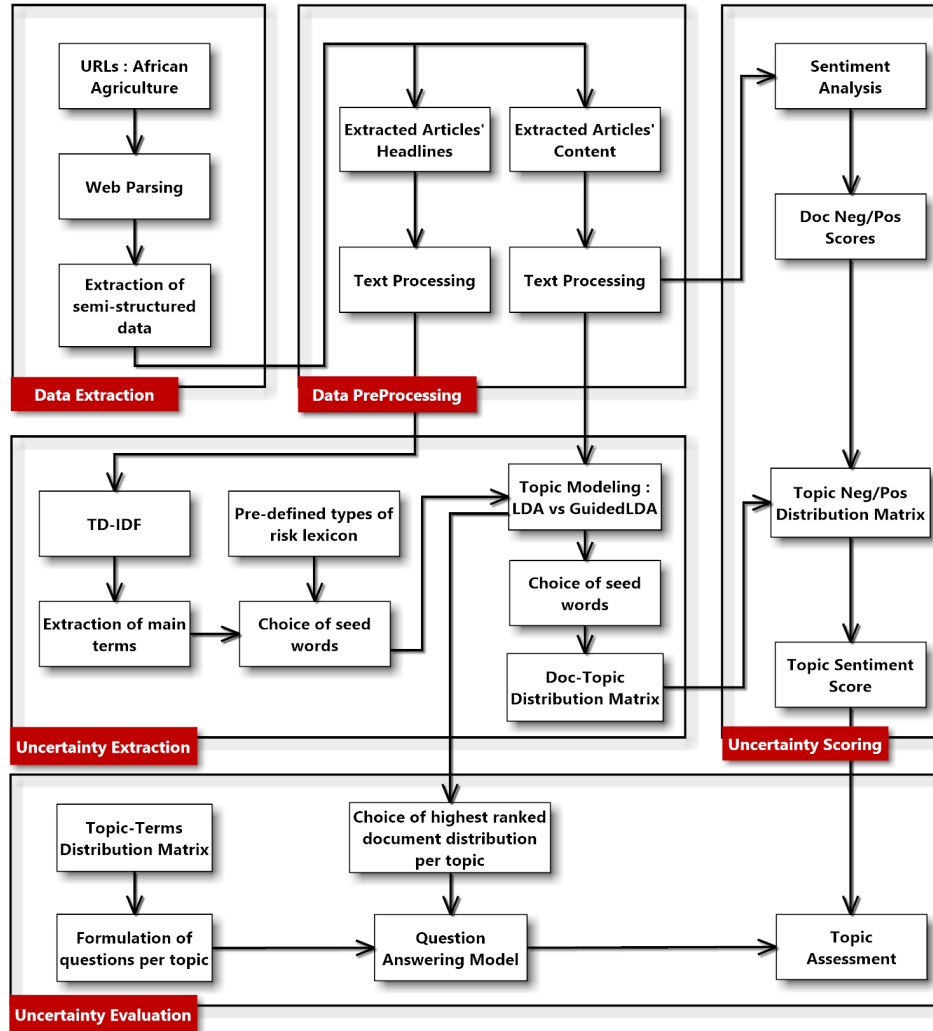 URLs : African
Agriculture
Web Parsing
Extraction of
semi-structured
data
Data Extraction
Extracted Articles'
Headlines
Extracted Articles'
Content
Text Processing
Text Processing
Data PreProcessing
Sentiment
Analysis
Doc Neg/Pos
Scores
Topic Neg/Pos
Distribution Matrix
Topic Sentiment
Score
Uncertainty Scoring
TD-IDF
Pre-defined types of
risk lexicon
Topic Modeling :
LDA vs GuidedLDA
Extraction of main
terms
Choice of seed
words
Choice of seed
words
Doc-Topic
Distribution Matrix
Uncertainty Extraction
Topic-Terms
Distribution Matrix
Choice of highest ranked
document distribution
per topic
Formulation of
questions per topic
Question
Answering Model
Topic
Assessment
Uncertainty Evaluation